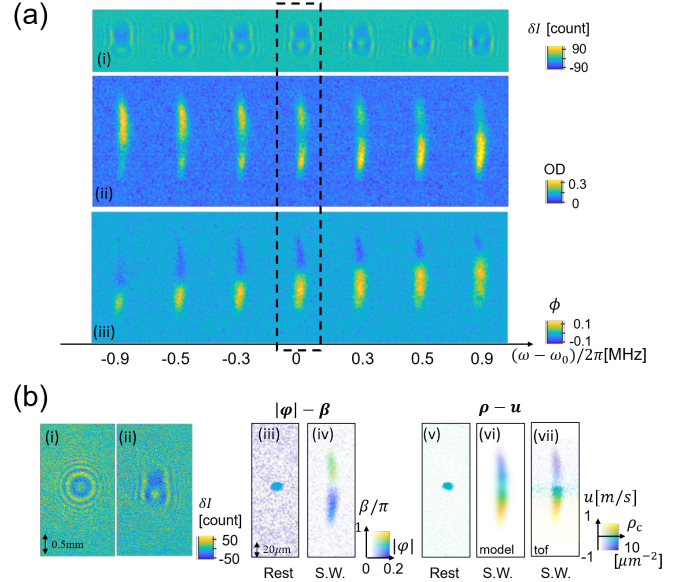 (a)
(i)
δI [count]
90
-90
(ii)
OD
0.3
0
(iii)
ϕ
0.1
-0.1
-0.9 -0.5 -0.3 0 0.3 0.5 0.9 (ω − ω₀)/2π[MHz]
(b)
|φ| − β
ρ − u
(i) (ii) (iii) (iv) (v) (vi) (vii)
δI
[count]
50
-50
0.5mm
20μm
β/π
1
|φ|
0 0.2
model
tof
u[m/s]
1
ρc
-1
10
[μm⁻²]
Rest S.W. Rest S.W. S.W.